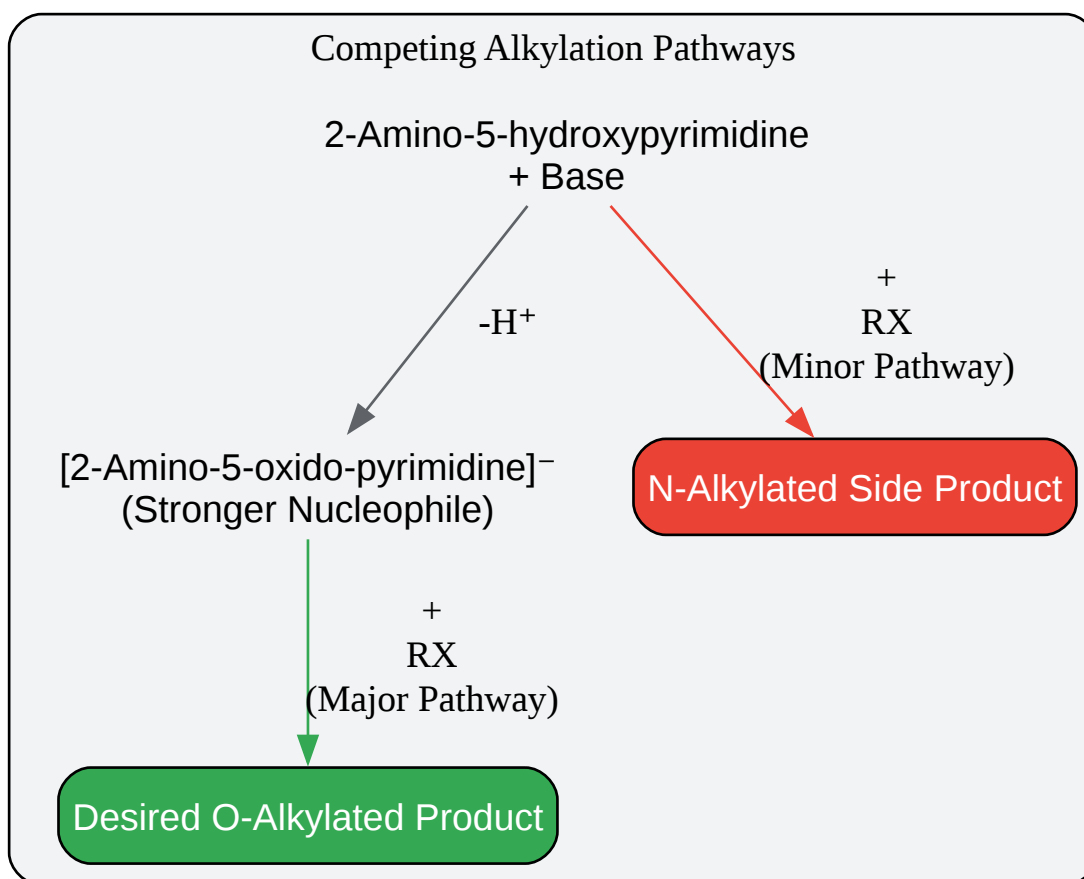 Competing Alkylation Pathways
2-Amino-5-hydroxypyrimidine
+ Base
-H⁺
+
RX
(Minor Pathway)
[2-Amino-5-oxido-pyrimidine]⁻
(Stronger Nucleophile)
N-Alkylated Side Product
+
RX
(Major Pathway)
Desired O-Alkylated Product